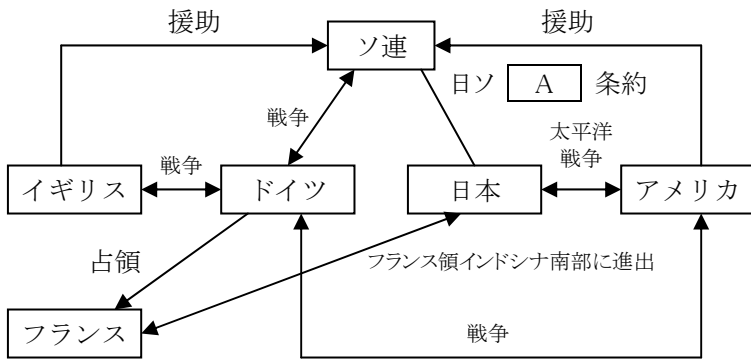 援助
ソ連
援助
日ソ A 条約
戦争
太平洋
戦争
戦争
イギリス
ドイツ
日本
アメリカ
占領
フランス領インドシナ南部に進出
フランス
戦争